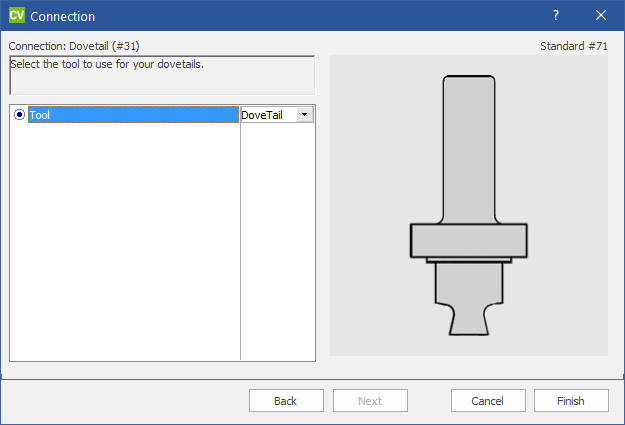 CV Connection ?
Connection: Dovetail (#31) Standard #71
Select the tool to use for your dovetails.
Tool DoveTail
Back Next Cancel Finish